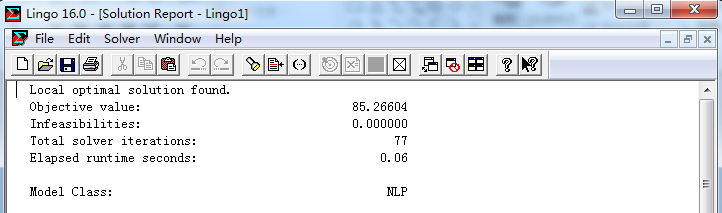 Lingo 16.0 - [Solution Report - Lingo1]
File Edit Solver Window Help
Local optimal solution found.
Objective value: 85.26604
Infeasibilities: 0.000000
Total solver iterations: 77
Elapsed runtime seconds: 0.06
Model Class: NLP